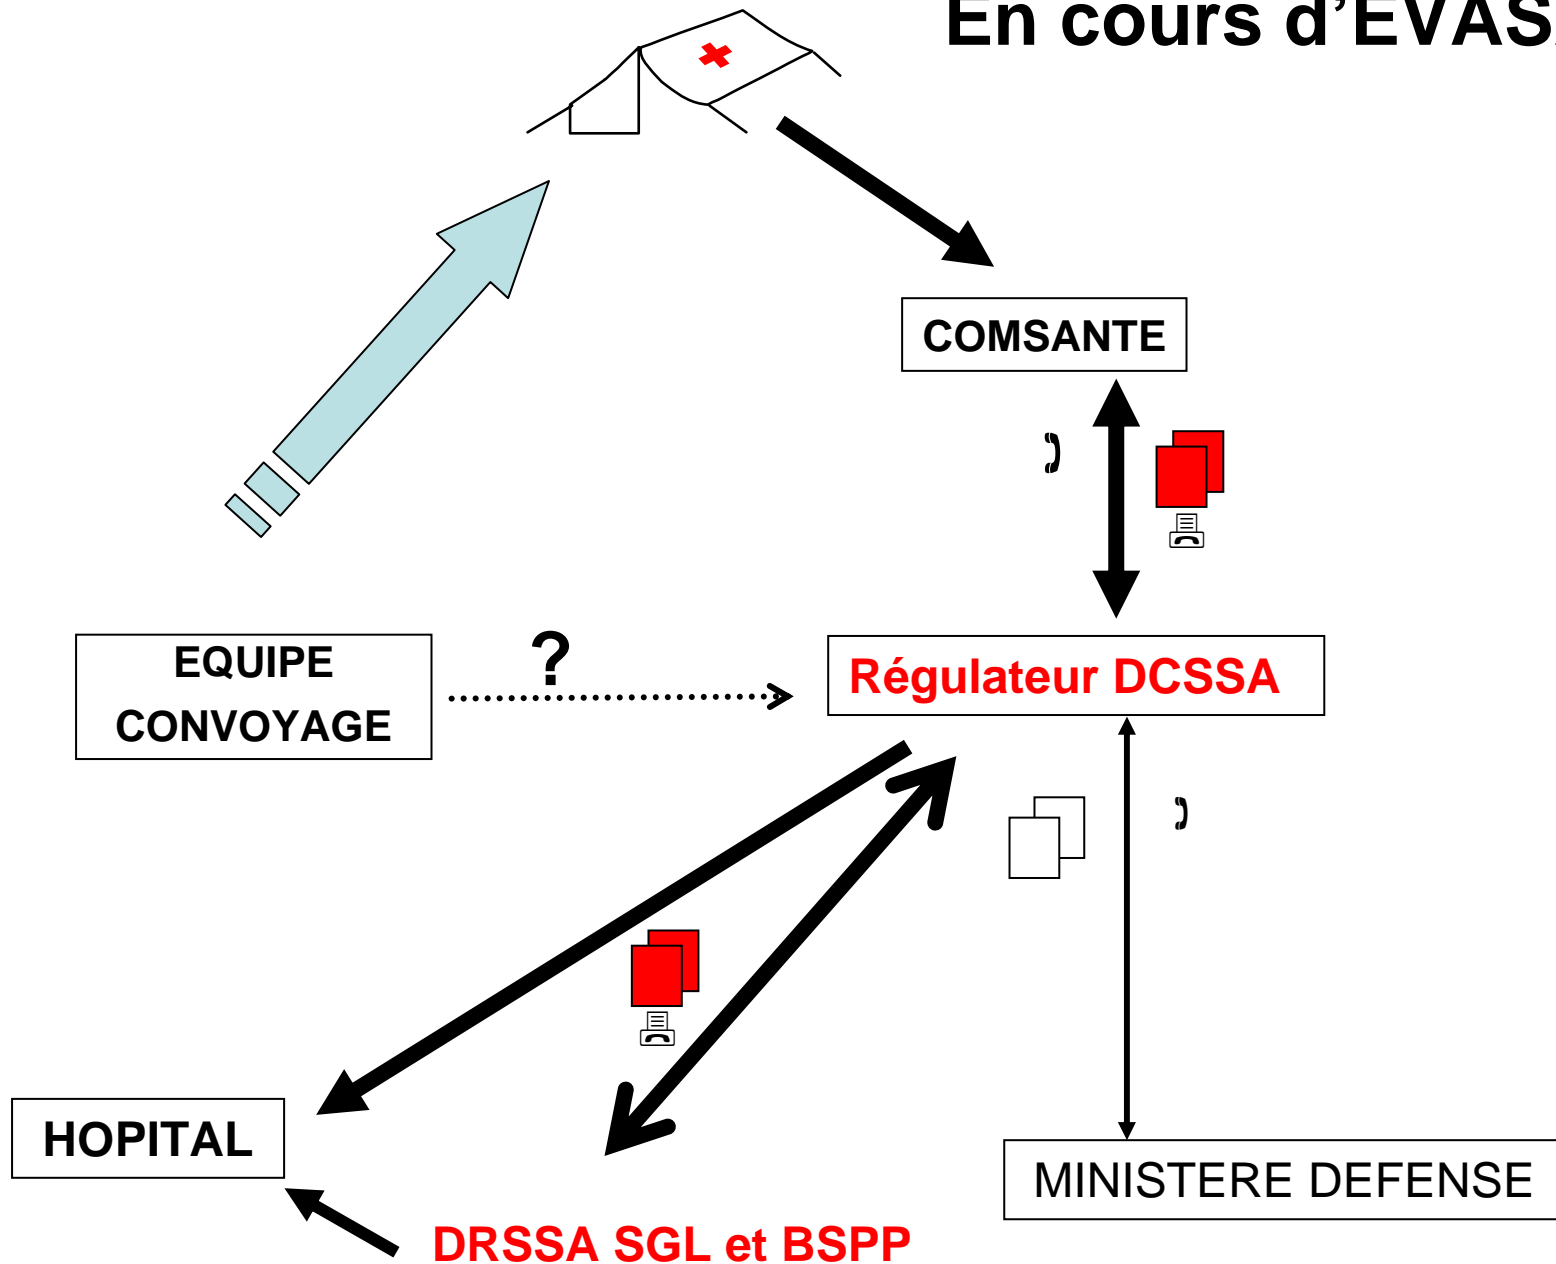 En cours d’EVAS
COMSANTE
EQUIPE
CONVOYAGE
?
Régulateur DCSSA
HOPITAL
MINISTERE DEFENSE
DRSSA SGL et BSPP